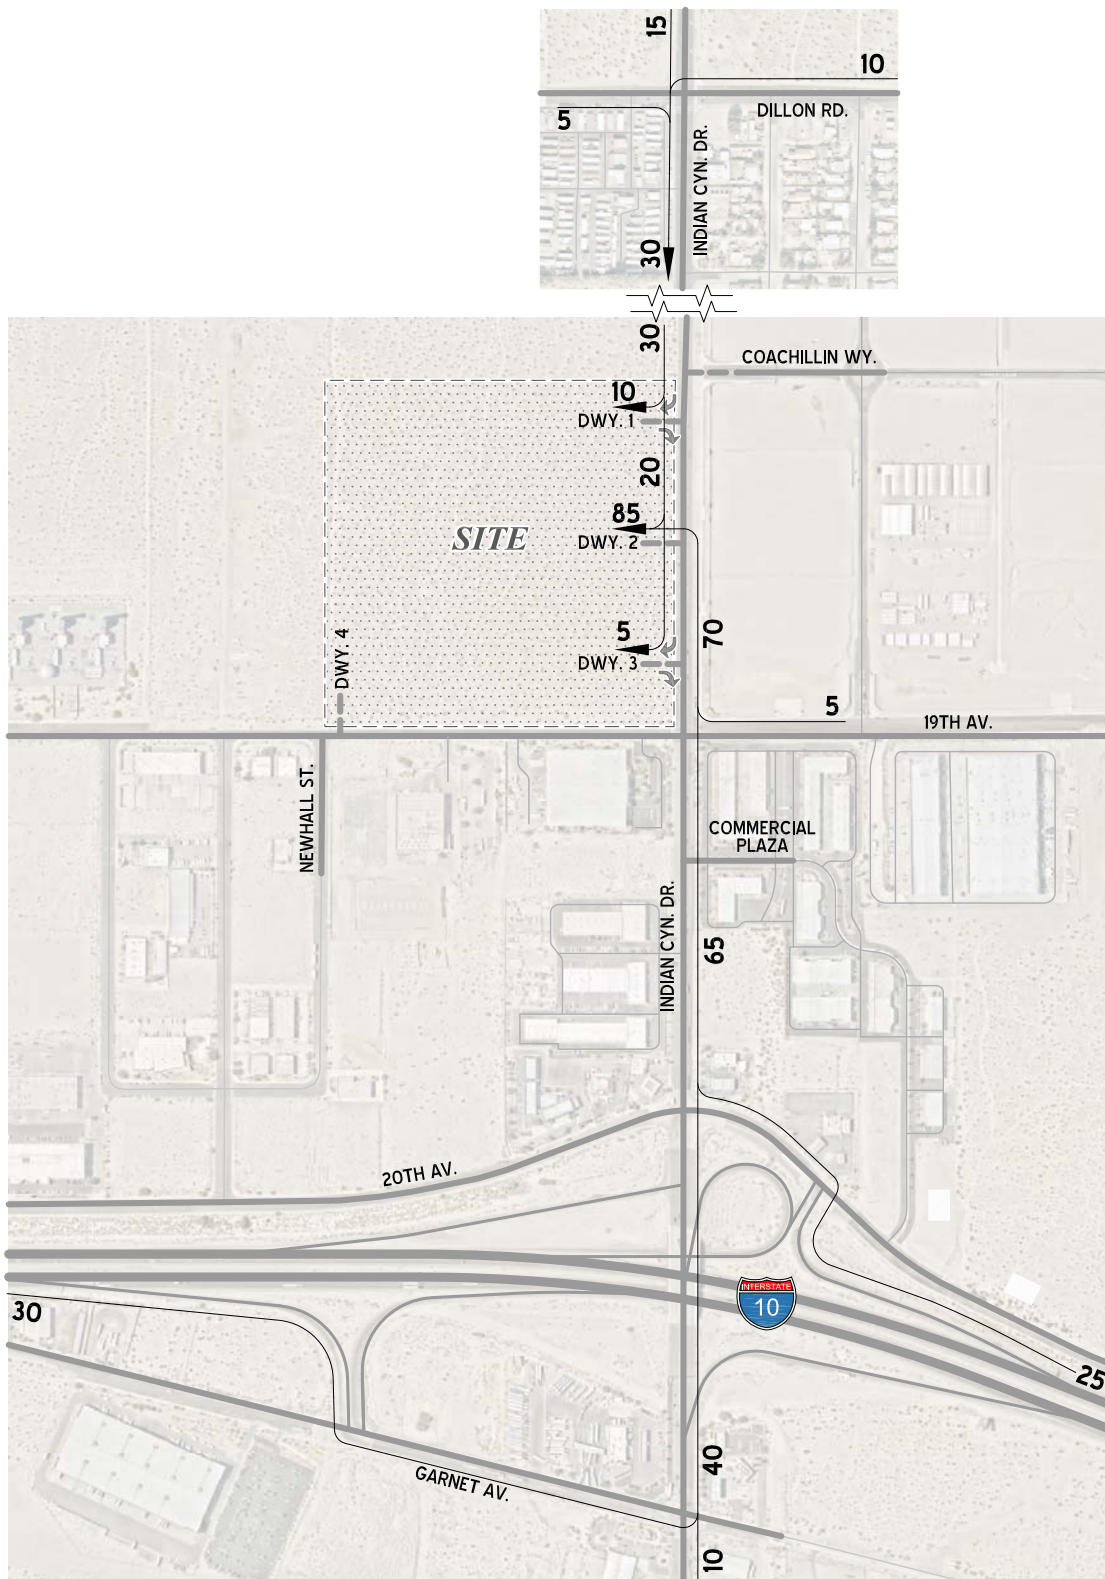 15
10
DILLON RD.
5
INDIAN CYN. DR.
30
30
COACHILLIN WY.
10
DWY. 1
20
85
SITE
DWY. 2
70
5
DWY. 3
DWY. 4
5
19TH AV.
NEWHALL ST.
COMMERCIAL
PLAZA
INDIAN CYN. DR.
65
20TH AV.
INTERSTATE
10
30
25
40
GARNET AV.
10